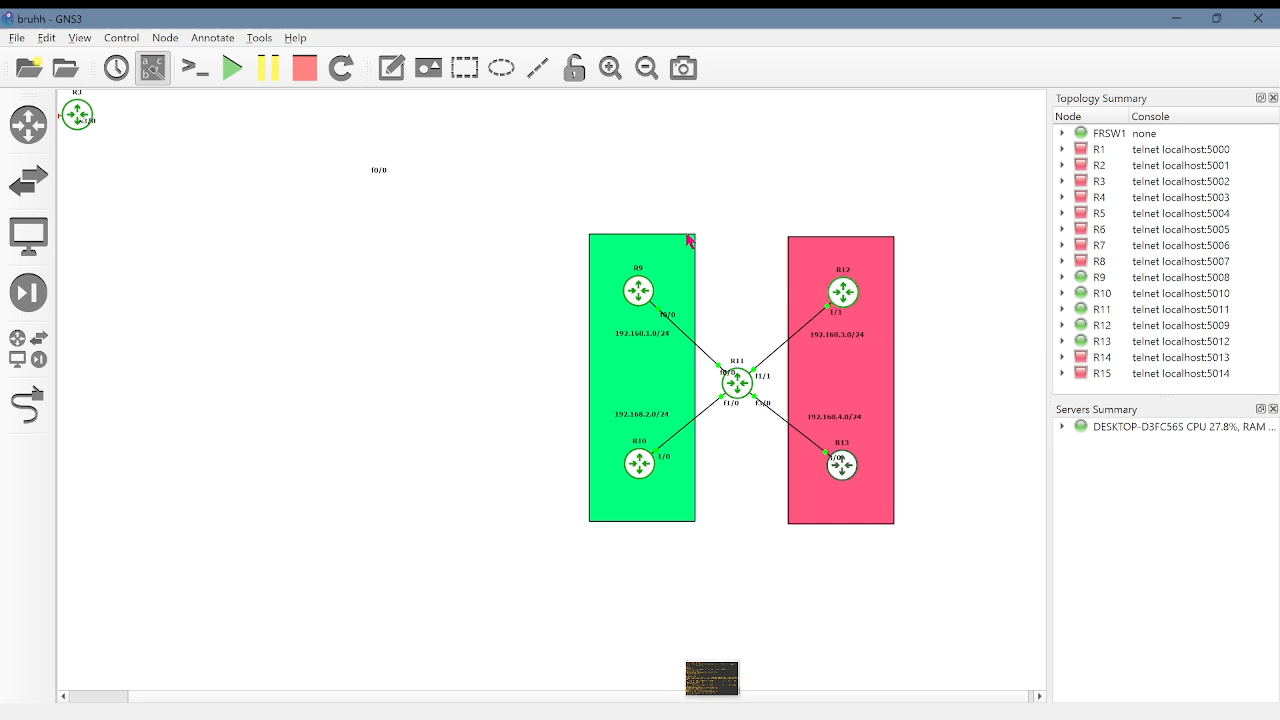 bruhh - GNS3
File Edit View Control Node Annotate Tools Help
R3
f0/0
R9
f0/0
192.168.1.0/24
R12
1/1
192.168.3.0/24
R11
f0/0
f1/1
f1/0
f3/0
192.168.2.0/24
R10
1/0
192.168.4.0/24
R13
3/0
Topology Summary
Node Console
FRSW1 none
R1 telnet localhost:5000
R2 telnet localhost:5001
R3 telnet localhost:5002
R4 telnet localhost:5003
R5 telnet localhost:5004
R6 telnet localhost:5005
R7 telnet localhost:5006
R8 telnet localhost:5007
R9 telnet localhost:5008
R10 telnet localhost:5010
R11 telnet localhost:5011
R12 telnet localhost:5009
R13 telnet localhost:5012
R14 telnet localhost:5013
R15 telnet localhost:5014
Servers Summary
DESKTOP-D3FC56S CPU 27.8%, RAM ...